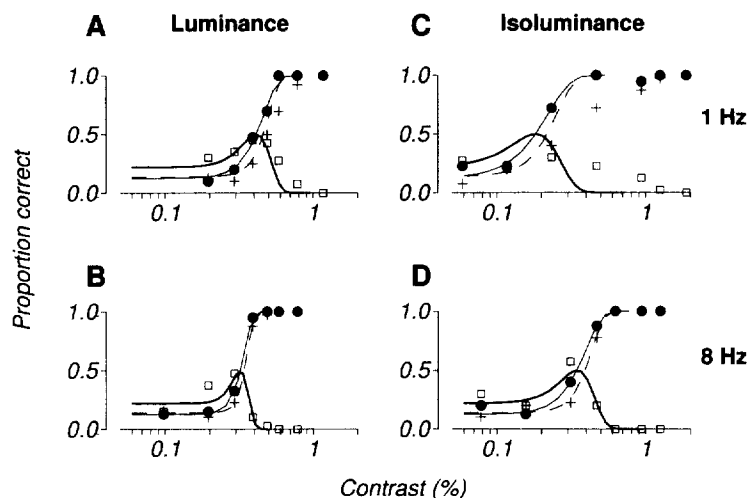 A Luminance
C Isoluminance
1.0
0.5
0.0
0.1 1
1.0
0.5
0.0
0.1 1
1 Hz
B
D
1.0
0.5
0.0
0.1 1
1.0
0.5
0.0
0.1 1
8 Hz
Proportion correct
Contrast (%)